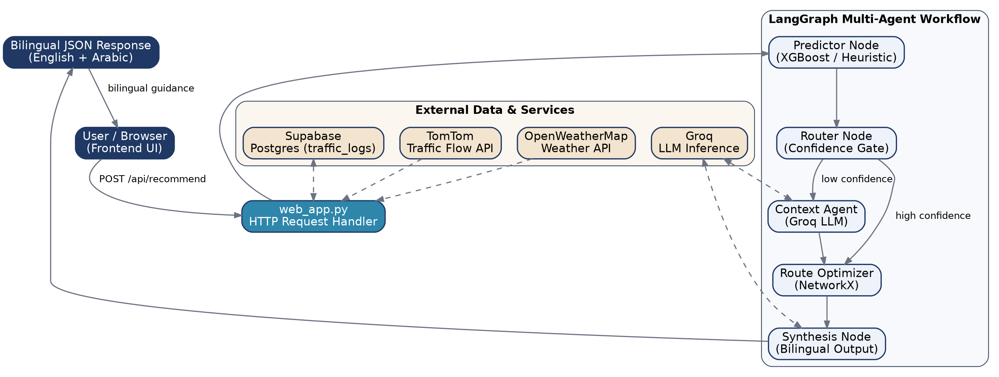 LangGraph Multi-Agent Workflow
Bilingual JSON Response
(English + Arabic)
Predictor Node
(XGBoost / Heuristic)
bilingual guidance
External Data & Services
User / Browser
(Frontend UI)
Supabase
Postgres (traffic_logs)
TomTom
Traffic Flow API
OpenWeatherMap
Weather API
Groq
LLM Inference
Router Node
(Confidence Gate)
POST /api/recommend
low confidence
web_app.py
HTTP Request Handler
Context Agent
(Groq LLM)
high confidence
Route Optimizer
(NetworkX)
Synthesis Node
(Bilingual Output)